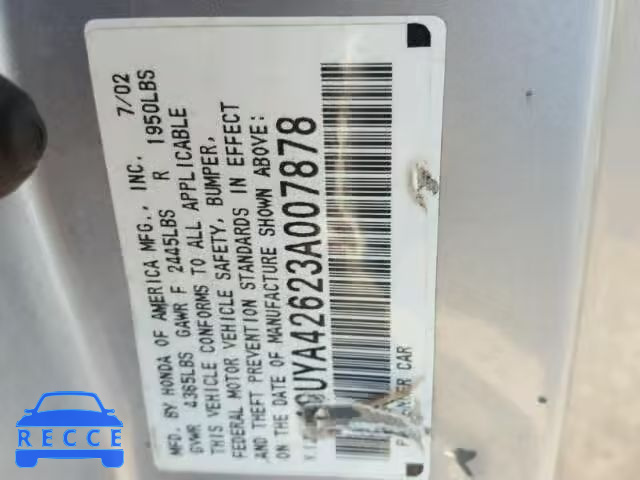 MFD. BY HONDA OF AMERICA MFG., INC. 7/02
GVWR 4365LBS GAWR F 2445LBS R 1950LBS
THIS VEHICLE CONFORMS TO ALL APPLICABLE
FEDERAL MOTOR VEHICLE SAFETY, BUMPER,
AND THEFT PREVENTION STANDARDS IN EFFECT
ON THE DATE OF MANUFACTURE SHOWN ABOVE:
UYA42623A007878
CAR
RECCE